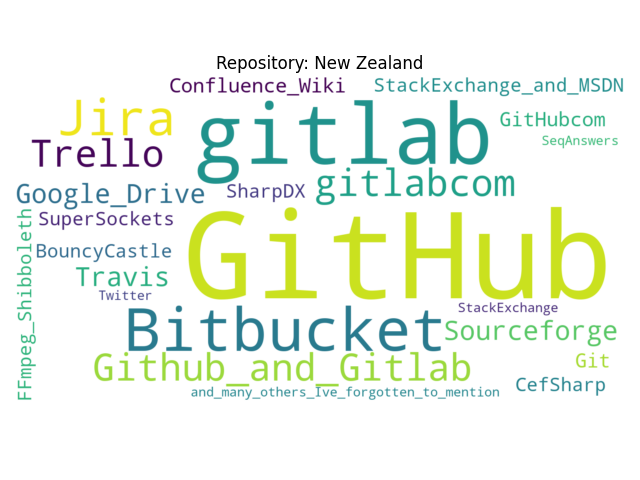 Repository: New Zealand
Confluence_Wiki
StackExchange_and_MSDN
Jira
gitlab
GitHubcom
SeqAnswers
Trello
gitlabcom
Google_Drive
SharpDX
SuperSockets
GitHub
FFmpeg_Shibboleth
BouncyCastle
Travis
Twitter
Bitbucket
StackExchange
Sourceforge
Github_and_Gitlab
Git
CefSharp
and_many_others_Ive_forgotten_to_mention